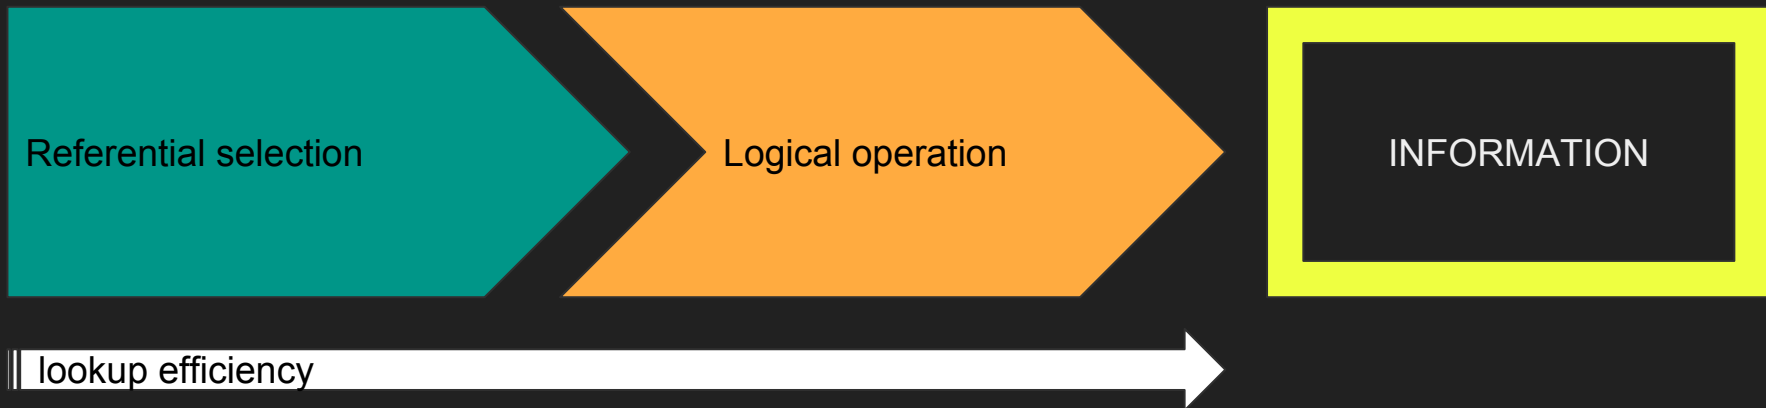 Referential selection
Logical operation
INFORMATION
lookup efficiency